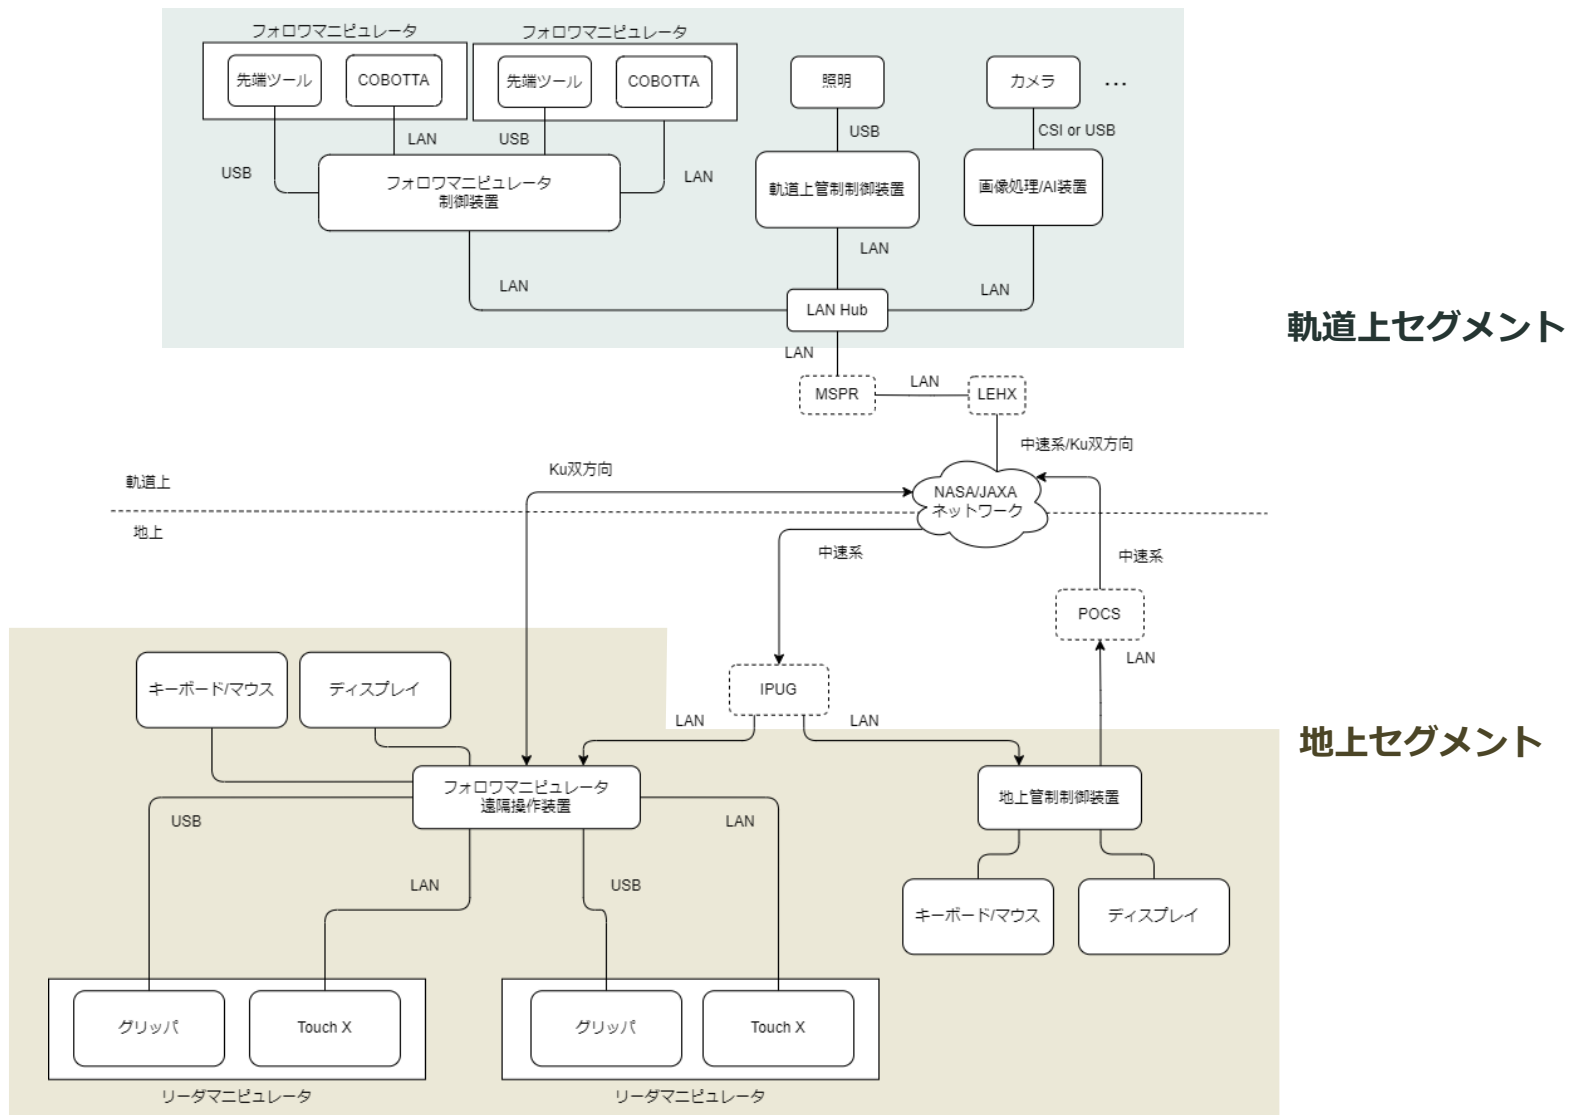 フォロワマニピュレータ
フォロワマニピュレータ
先端ツール
COBOTTA
先端ツール
COBOTTA
照明
カメラ
...
USB
LAN
USB
LAN
USB
CSI or USB
フォロワマニピュレータ
制御装置
軌道上管制制御装置
画像処理/AI装置
LAN
LAN
LAN
LAN Hub
軌道上セグメント
LAN
MSPR
LAN
LEHX
中速系/Ku双方向
Ku双方向
軌道上
NASA/JAXA
ネットワーク
地上
中速系
中速系
POCS
LAN
キーボード/マウス
ディスプレイ
IPUG
LAN
LAN
地上セグメント
フォロワマニピュレータ
遠隔操作装置
地上管制制御装置
USB
LAN
LAN
USB
キーボード/マウス
ディスプレイ
グリッパ
Touch X
グリッパ
Touch X
リーダマニピュレータ
リーダマニピュレータ